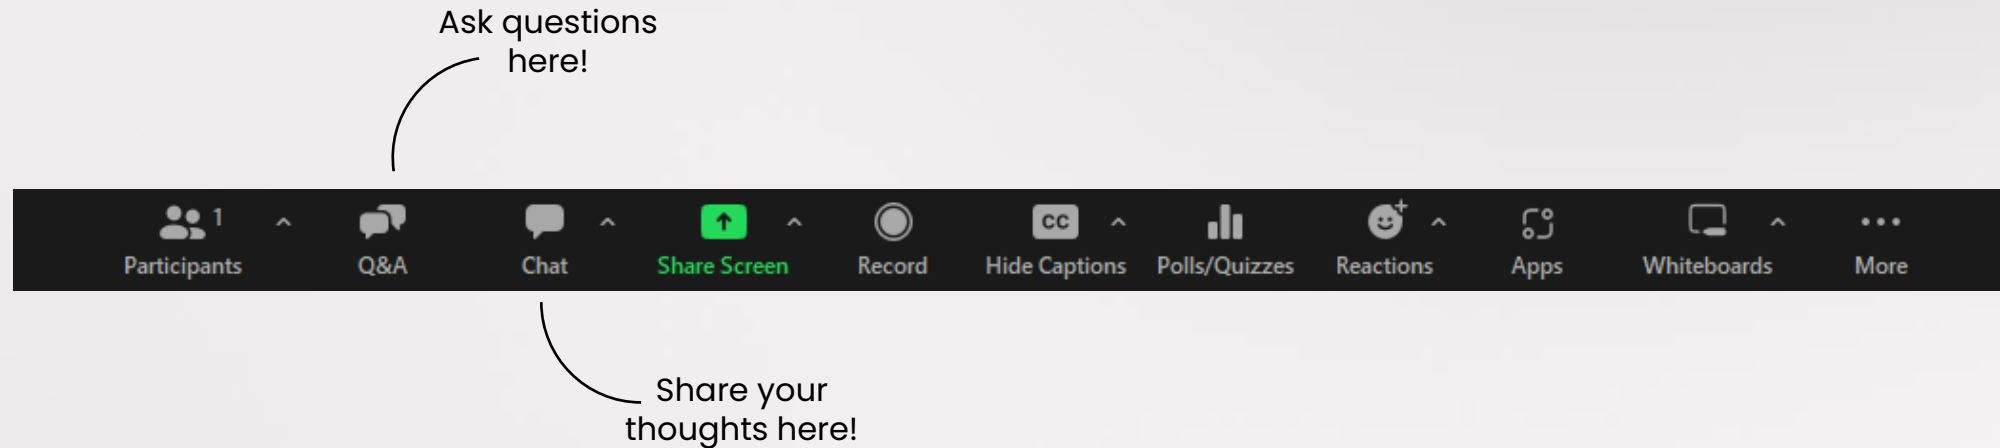 Ask questions
here!
1
CC
Participants Q&A Chat Share Screen Record Hide Captions Polls/Quizzes Reactions Apps Whiteboards More
Share your
thoughts here!